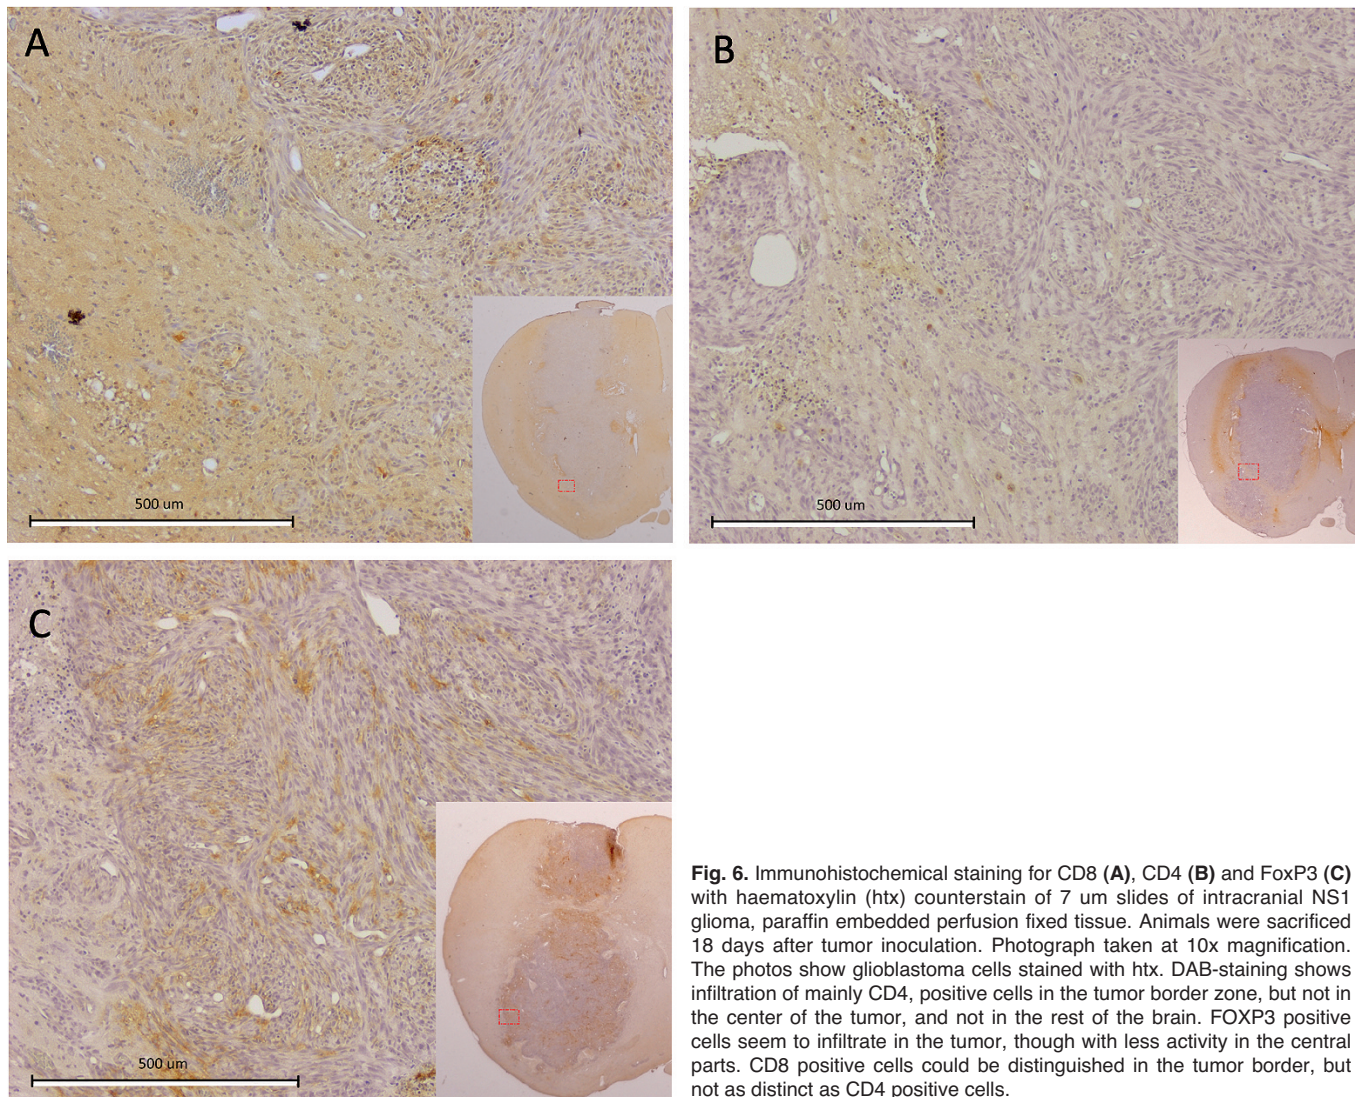 A
B
500 um
500 um
C
500 um
Fig. 6. Immunohistochemical staining for CD8 (A), CD4 (B) and FoxP3 (C)
with haematoxylin (htx) counterstain of 7 um slides of intracranial NS1
glioma, paraffin embedded perfusion fixed tissue. Animals were sacrificed
18 days after tumor inoculation. Photograph taken at 10x magnification.
The photos show glioblastoma cells stained with htx. DAB-staining shows
infiltration of mainly CD4, positive cells in the tumor border zone, but not in
the center of the tumor, and not in the rest of the brain. FOXP3 positive
cells seem to infiltrate in the tumor, though with less activity in the central
parts. CD8 positive cells could be distinguished in the tumor border, but
not as distinct as CD4 positive cells.